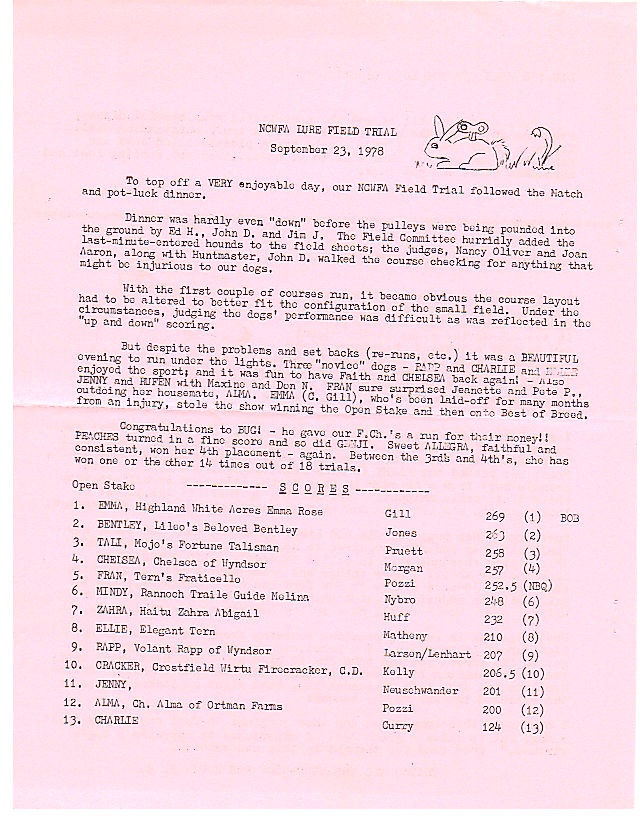 NCWFA LURE FIELD TRIAL
September 23, 1978
To top off a VERY enjoyable day, our NCWFA Field Trial followed the Match
and pot-luck dinner.
Dinner was hardly even "down" before the pulleys were being pounded into
the ground by Ed H., John D. and Jim J. The Field Committee hurridly added the
last-minute-entered hounds to the field sheets; the judges, Nancy Oliver and Joan
Aaron, along with Huntmaster, John D. walked the course checking for anything that
might be injurious to our dogs.
With the first couple of courses run, it became obvious the course layout
had to be altered to better fit the configuration of the small field. Under the
circumstances, judging the dogs' performance was difficult as was reflected in the
"up and down" scoring.
But despite the problems and set backs (re-runs, etc.) it was a BEAUTIFUL
evening to run under the lights. Three "novice" dogs - RAPP and CHARLIE and
enjoyed the sport; and it was fun to have Faith and CHELSEA back again! - Also
JENNY and RUFEN with Maxine and Don N. FRAN sure surprised Jeanette and Pete P.,
outdoing her housemate, ALMA. EMMA (C. Gill), who's been laid-off for many months
from an injury, stole the show winning the Open Stake and then onto Best of Breed.
Congratulations to BUG! - he gave our F.Ch.'s a run for their money!!
PEACHES turned in a fine score and so did GENJI. Sweet ALLEGRA, faithful and
consistent, won her 4th placement - again. Between the 3rds and 4th's, she has
won one or the other 14 times out of 18 trials.
Open Stake ------------- S C O R E S ------------
1. EMMA, Highland White Acres Emma Rose Gill 269 (1) BOB
2. BENTLEY, Lileo's Beloved Bentley Jones 263 (2)
3. TALI, Mojo's Fortune Talisman Pruett 258 (3)
4. CHELSEA, Chelsea of Wyndsor Morgan 257 (4)
5. FRAN, Tern's Fraticello Pozzi 252.5 (NBQ)
6. MINDY, Rannoch Traile Guide Melina Nybro 248 (6)
7. ZAHRA, Haitu Zahra Abigail Huff 232 (7)
8. ELLIE, Elegant Tern Matheny 210 (8)
9. RAPP, Volant Rapp of Wyndsor Larson/Lenhart 207 (9)
10. CRACKER, Crestfield Wirtu Firecracker, C.D. Kelly 206.5 (10)
11. JENNY, Neuschwander 201 (11)
12. ALMA, Ch. Alma of Ortman Farms Pozzi 200 (12)
13. CHARLIE Curry 124 (13)